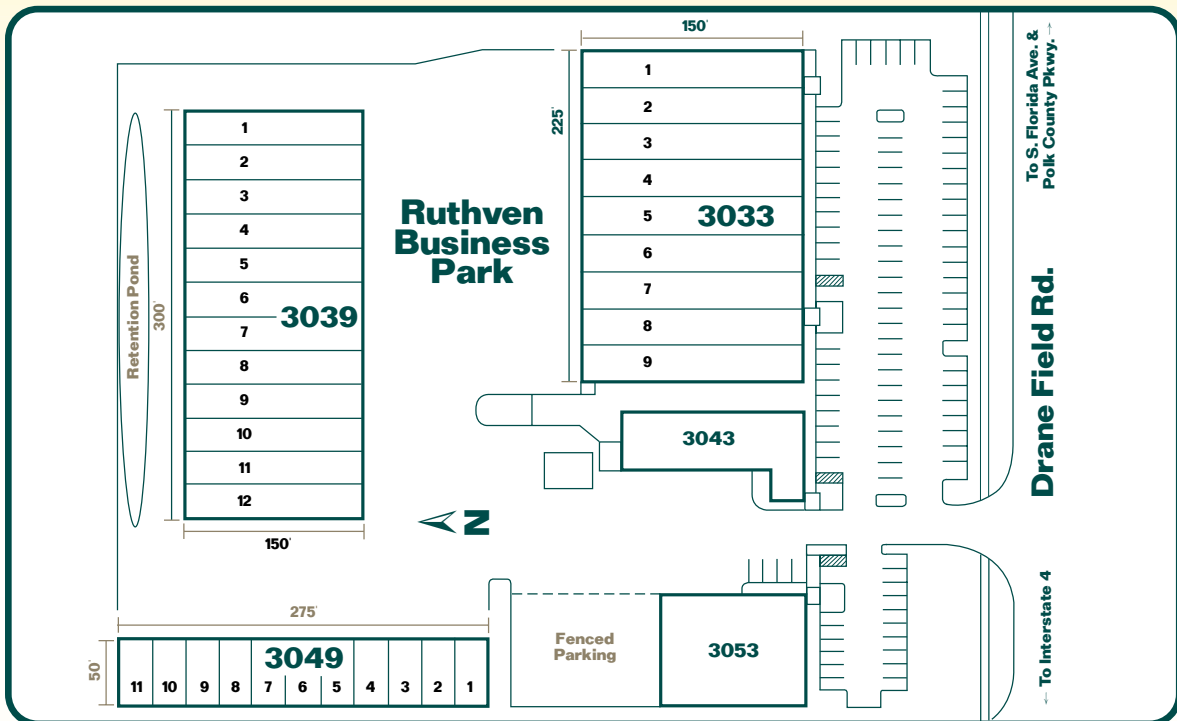 150'
225'
1
2
3
4
5
6
7
8
9
3033
Ruthven
Business
Park
1
2
3
4
5
6
7
8
9
10
11
12
3039
300'
150'
Retention Pond
3043
N
275'
50'
3049
11 10 9 8 7 6 5 4 3 2 1
Fenced
Parking
3053
To S. Florida Ave. &
Polk County Pkwy. →
Drane Field Rd.
← To Interstate 4